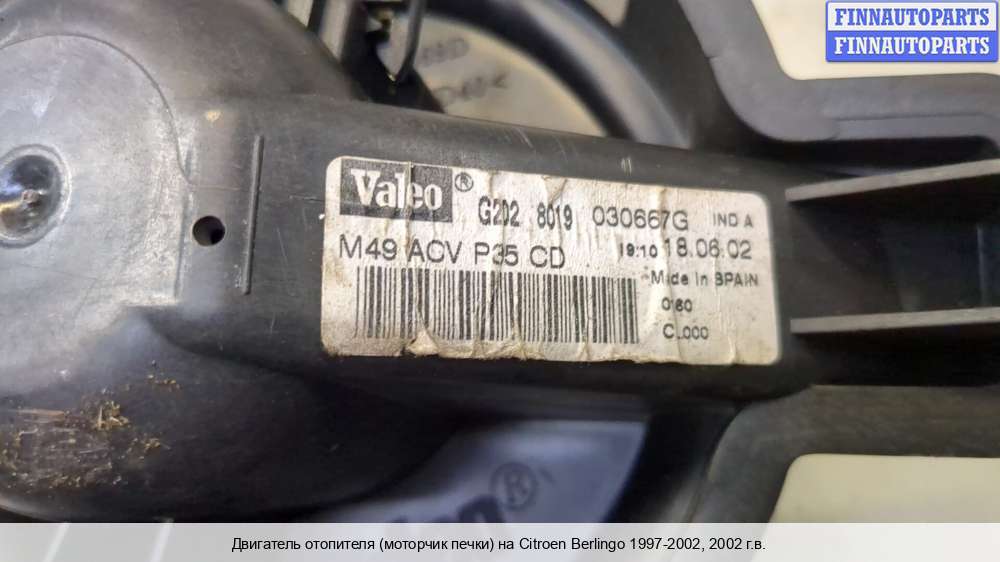 FINNAUTOPARTS
FINNAUTOPARTS
Valeo® G202 8019 030667G IND A
M49 ACV P35 CD 19:10 18.06.02
Made In SPAIN
0160
C.000
Двигатель отопителя (моторчик печки) на Citroen Berlingo 1997-2002, 2002 г.в.